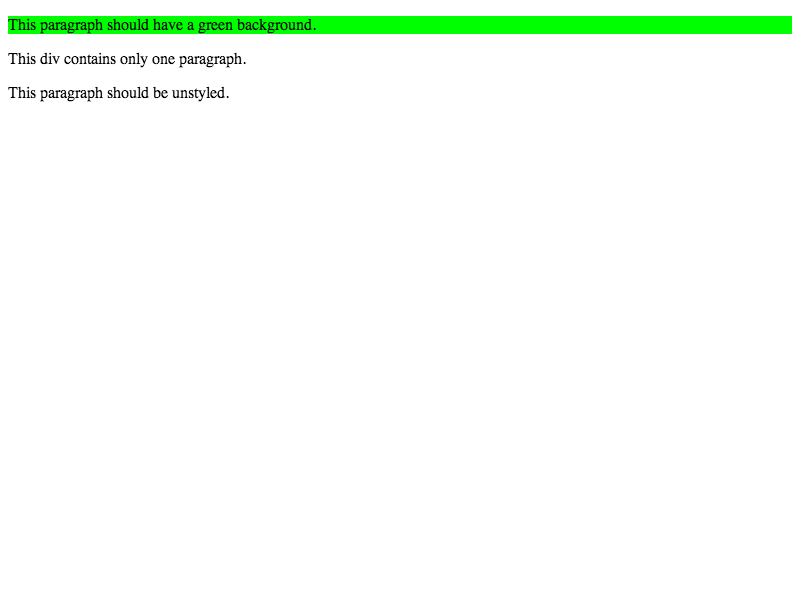 This paragraph should have a green background.
This div contains only one paragraph.
This paragraph should be unstyled.